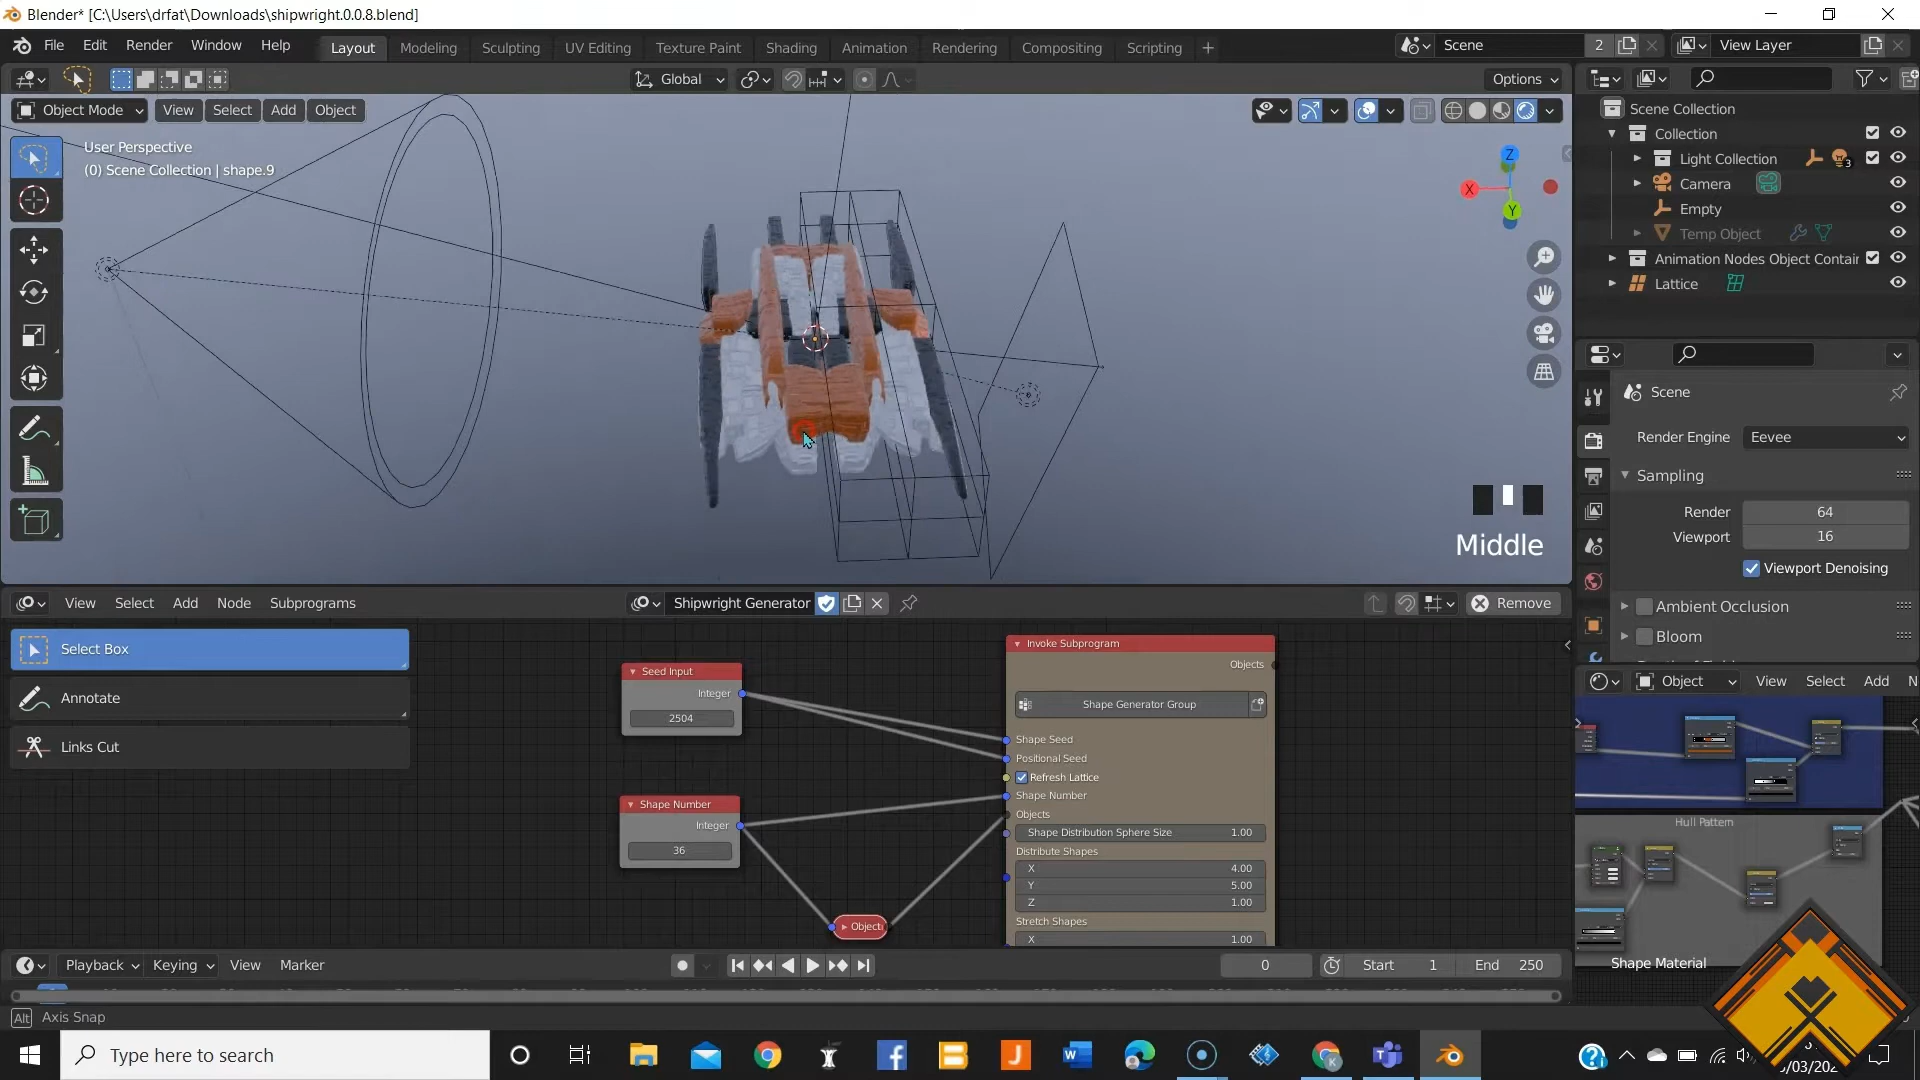 Blender* [C:\Users\drfat\Downloads\shipwright.0.0.8.blend]
File Edit Render Window Help Layout Modeling Sculpting UV Editing Texture Paint Shading Animation Rendering Compositing Scripting + Scene 2 View Layer
Global Options
Object Mode View Select Add Object
User Perspective
(0) Scene Collection | shape.9
Z
X
Y
Middle
Scene Collection
Collection
Light Collection 3
Camera
Empty
Temp Object
Animation Nodes Object Contair
Lattice
Scene
Render Engine Eevee
Sampling
Render 64
Viewport 16
Viewport Denoising
Ambient Occlusion
Bloom
View Select Add Node Subprograms Shipwright Generator Remove
Select Box
Annotate
Links Cut
Seed Input
Integer
2504
Shape Number
Integer
36
Invoke Subprogram
Objects
Shape Generator Group
Shape Seed
Positional Seed
Refresh Lattice
Shape Number
Objects
Shape Distribution Sphere Size 1.00
Distribute Shapes
X 4.00
Y 5.00
Z 1.00
Stretch Shapes
X 1.00
Object View Select Add N
Hull Pattern
Shape Material
Playback Keying View Marker 0 Start 1 End 250
Alt Axis Snap
Type here to search